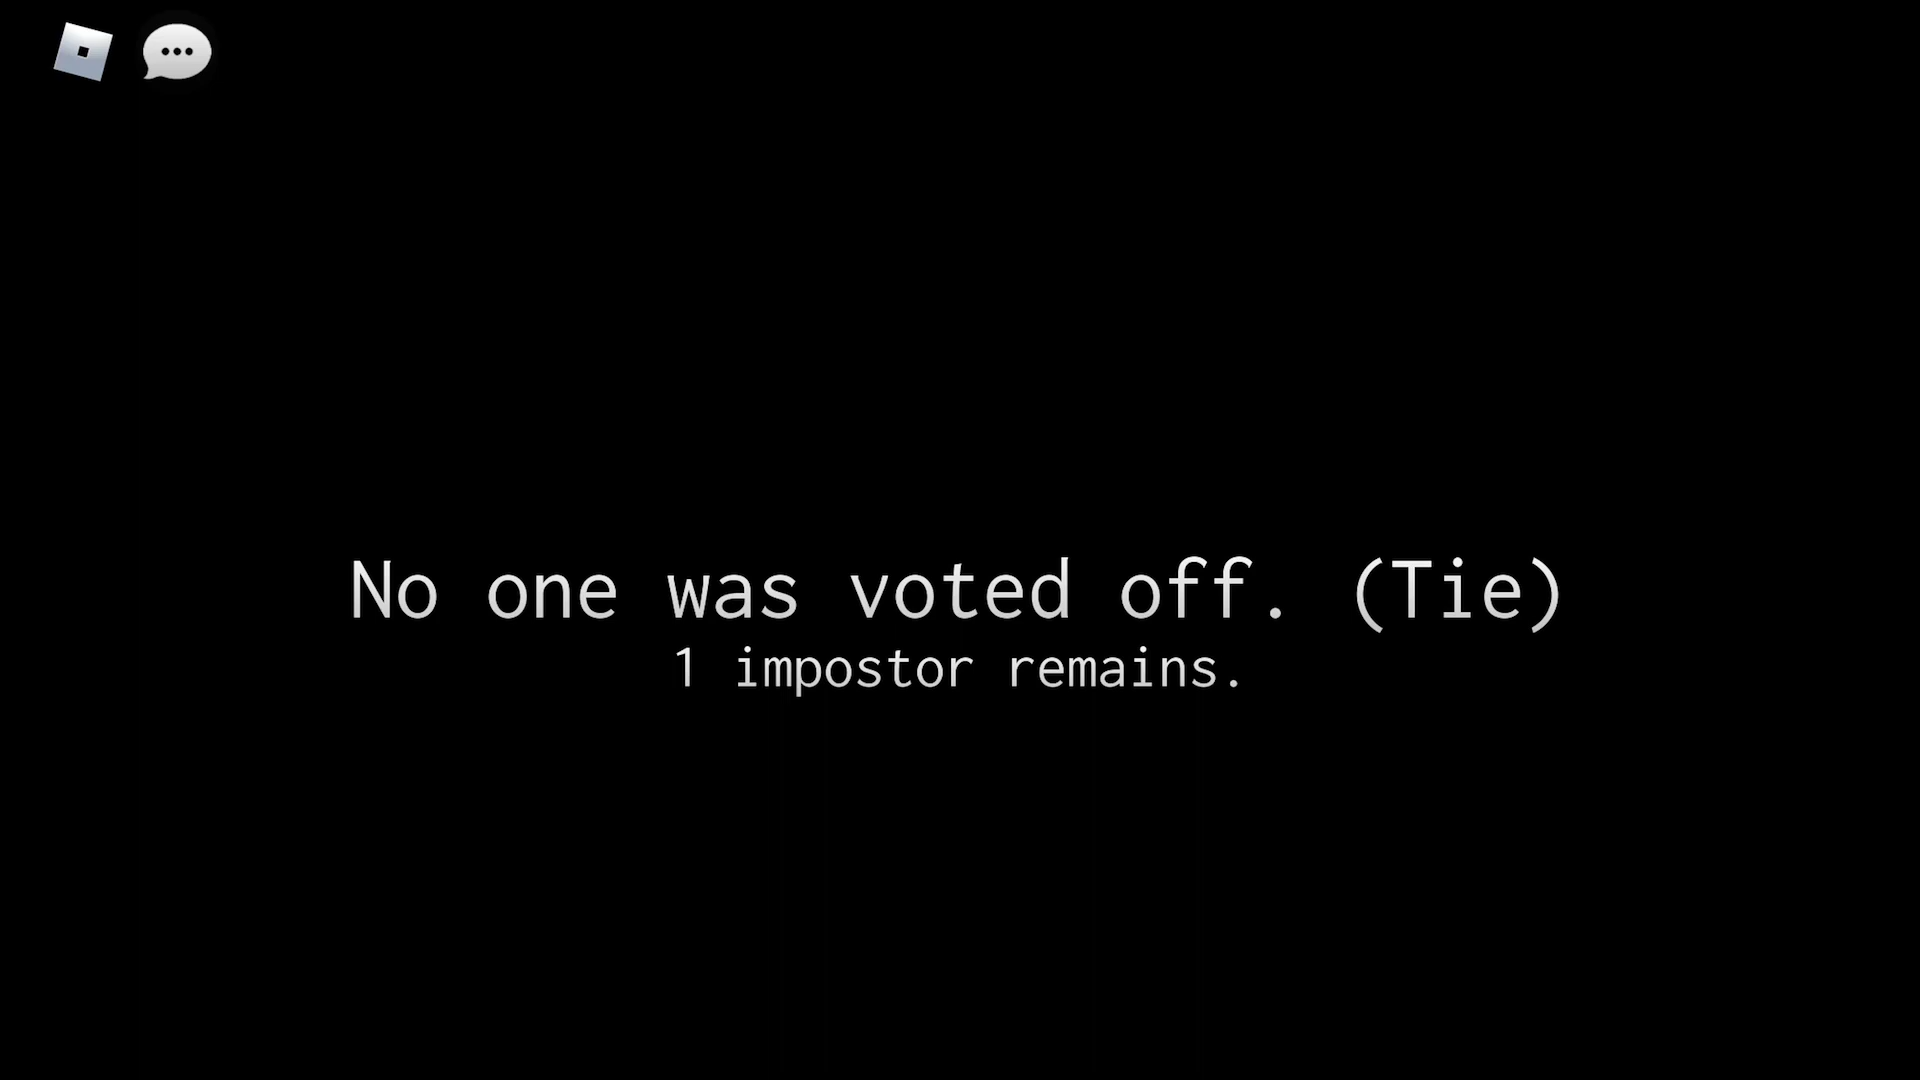 No one was voted off. (Tie)
1 impostor remains.